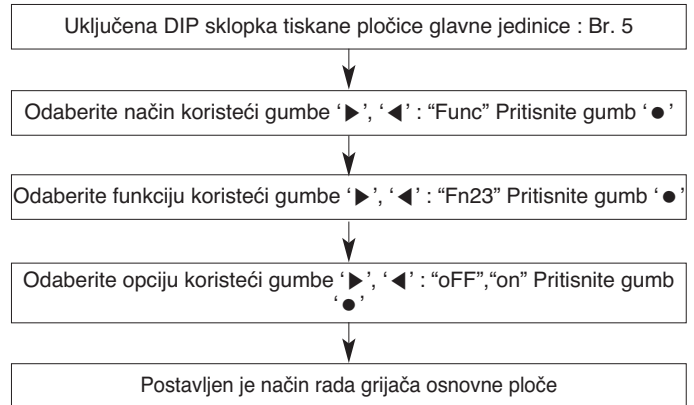 Uključena DIP sklopka tiskane pločice glavne jedinice : Br. 5
Odaberite način koristeći gumbe ‘▶’, ‘◀’ : “Func” Pritisnite gumb ‘●’
Odaberite funkciju koristeći gumbe ‘▶’, ‘◀’ : “Fn23” Pritisnite gumb ‘●’
Odaberite opciju koristeći gumbe ‘▶’, ‘◀’ : “oFF”,“on” Pritisnite gumb
‘●’
Postavljen je način rada grijača osnovne ploče